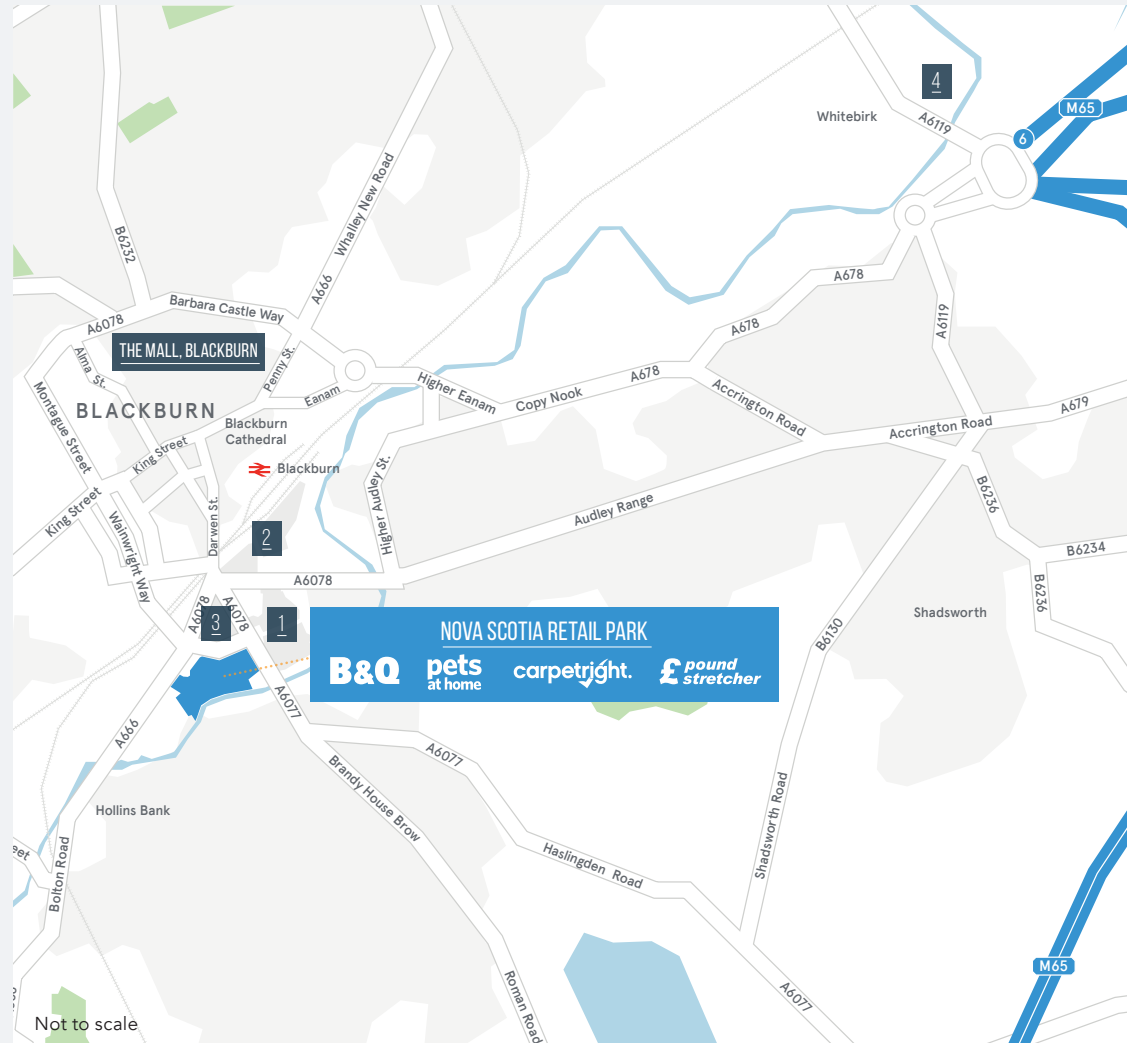 4
M65
6
Whitebirk
A6119
B6232
Whalley New Road
A666
A678
Barbara Castle Way
A6078
A678
A6119
THE MALL, BLACKBURN
Alma St.
Penny St.
Eanam
Higher Eanam
Copy Nook
A678
Accrington Road
A679
Accrington Road
BLACKBURN
Montague Street
Blackburn
Cathedral
King Street
Blackburn
King Street
Higher Audley St.
Audley Range
B6236
Wainwright Way
Darwen St.
2
B6234
A6078
B6236
A6078
A6078
3
1
Shadsworth
NOVA SCOTIA RETAIL PARK
B&Q
pets
at home
carpetright.
£ pound
stretcher
B6130
A6077
A666
A6077
Brandy House Brow
Hollins Bank
Shadsworth Road
Haslingden Road
eet
Bolton Road
M65
Roman Road
A6077
Not to scale